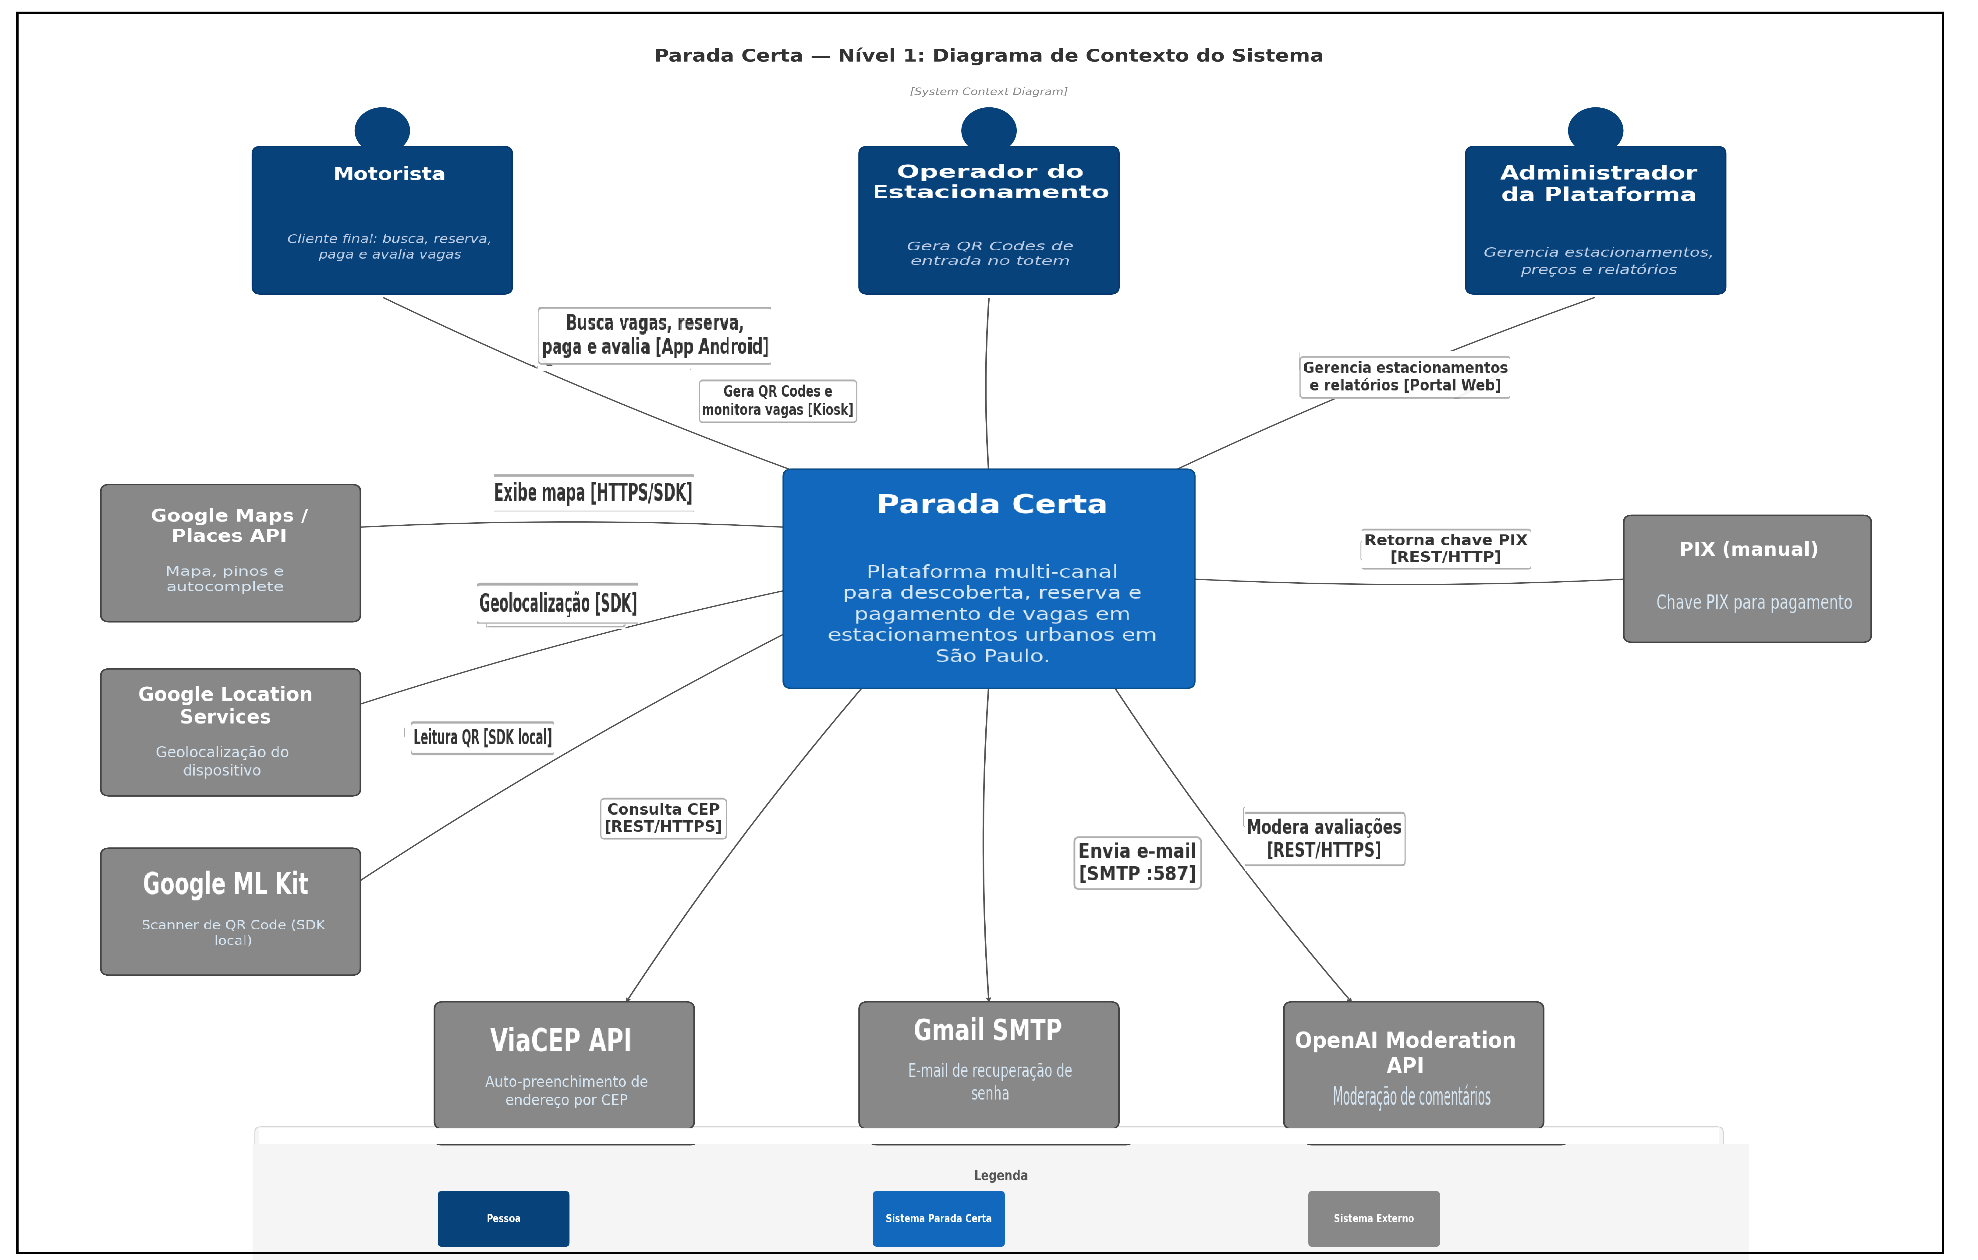 Parada Certa — Nível 1: Diagrama de Contexto do Sistema
[System Context Diagram]
Motorista
Cliente final: busca, reserva,
paga e avalia vagas
Operador do
Estacionamento
Gera QR Codes de
entrada no totem
Administrador
da Plataforma
Gerencia estacionamentos,
preços e relatórios
Busca vagas, reserva,
paga e avalia [App Android]
Gera QR Codes e
monitora vagas [Kiosk]
Gerencia estacionamentos
e relatórios [Portal Web]
Exibe mapa [HTTPS/SDK]
Google Maps /
Places API
Mapa, pinos e
autocomplete
Parada Certa
Plataforma multi-canal
para descoberta, reserva e
pagamento de vagas em
estacionamentos urbanos em
São Paulo.
Retorna chave PIX
[REST/HTTP]
PIX (manual)
Chave PIX para pagamento
Geolocalização [SDK]
Google Location
Services
Geolocalização do
dispositivo
Leitura QR [SDK local]
Google ML Kit
Scanner de QR Code (SDK
local)
Consulta CEP
[REST/HTTPS]
Envia e-mail
[SMTP :587]
Modera avaliações
[REST/HTTPS]
ViaCEP API
Auto-preenchimento de
endereço por CEP
Gmail SMTP
E-mail de recuperação de
senha
OpenAI Moderation
API
Moderação de comentários
Legenda
Pessoa
Sistema Parada Certa
Sistema Externo